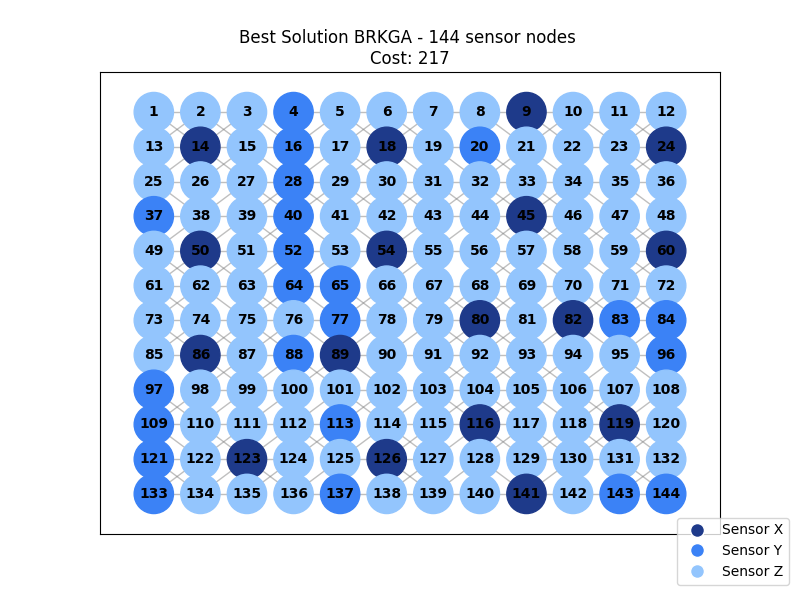 Best Solution BRKGA - 144 sensor nodes
Cost: 217
1 2 3 4 5 6 7 8 9 10 11 12
13 14 15 16 17 18 19 20 21 22 23 24
25 26 27 28 29 30 31 32 33 34 35 36
37 38 39 40 41 42 43 44 45 46 47 48
49 50 51 52 53 54 55 56 57 58 59 60
61 62 63 64 65 66 67 68 69 70 71 72
73 74 75 76 77 78 79 80 81 82 83 84
85 86 87 88 89 90 91 92 93 94 95 96
97 98 99 100 101 102 103 104 105 106 107 108
109 110 111 112 113 114 115 116 117 118 119 120
121 122 123 124 125 126 127 128 129 130 131 132
133 134 135 136 137 138 139 140 141 142 143 144
Sensor X
Sensor Y
Sensor Z